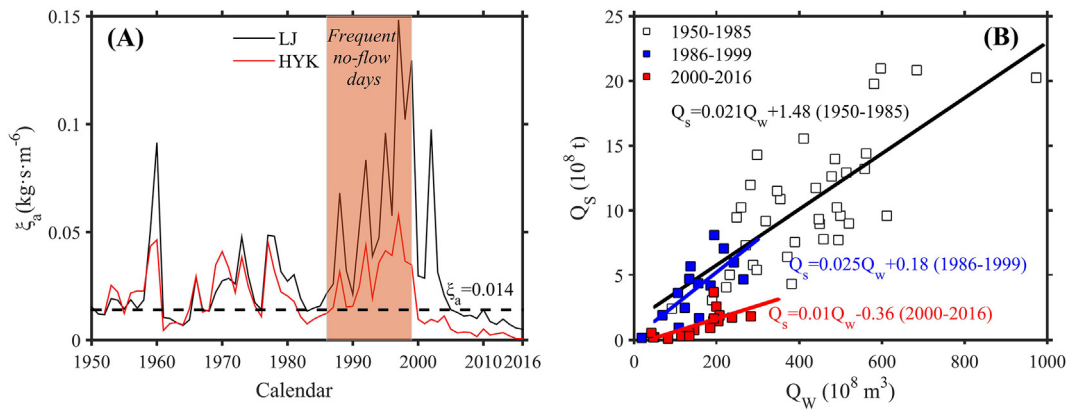 (A)
LJ
HYK
Frequent
no-flow
days
ξa=0.014
0.15
0.1
0.05
0
ξa(kg·s·m-6)
1950
1960
1970
1980
1990
2000
2010
2016
Calendar
(B)
1950-1985
1986-1999
2000-2016
Qs=0.021Qw+1.48 (1950-1985)
Qs=0.025Qw+0.18 (1986-1999)
Qs=0.01Qw-0.36 (2000-2016)
25
20
15
10
5
0
QS (108 t)
0
200
400
600
800
1000
QW (108 m3)